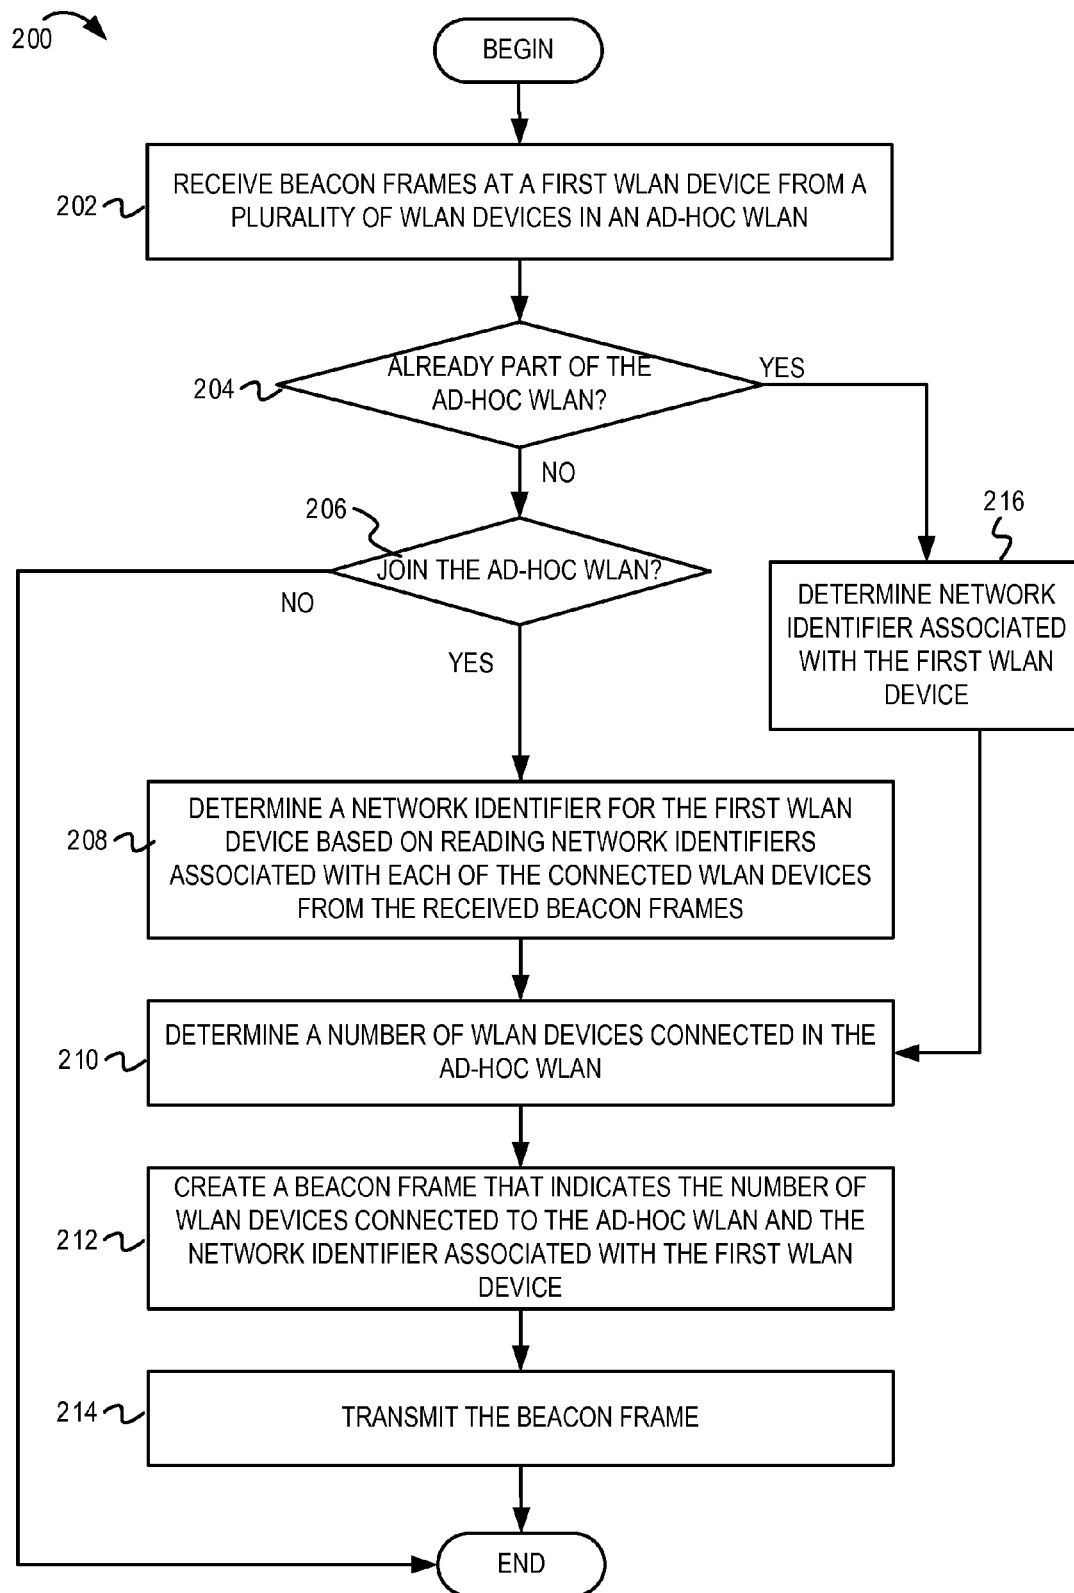 200
BEGIN
202
RECEIVE BEACON FRAMES AT A FIRST WLAN DEVICE FROM A
PLURALITY OF WLAN DEVICES IN AN AD-HOC WLAN
204
ALREADY PART OF THE
AD-HOC WLAN?
YES
NO
206
JOIN THE AD-HOC WLAN?
NO
YES
216
DETERMINE NETWORK
IDENTIFIER ASSOCIATED
WITH THE FIRST WLAN
DEVICE
208
DETERMINE A NETWORK IDENTIFIER FOR THE FIRST WLAN
DEVICE BASED ON READING NETWORK IDENTIFIERS
ASSOCIATED WITH EACH OF THE CONNECTED WLAN DEVICES
FROM THE RECEIVED BEACON FRAMES
210
DETERMINE A NUMBER OF WLAN DEVICES CONNECTED IN THE
AD-HOC WLAN
212
CREATE A BEACON FRAME THAT INDICATES THE NUMBER OF
WLAN DEVICES CONNECTED TO THE AD-HOC WLAN AND THE
NETWORK IDENTIFIER ASSOCIATED WITH THE FIRST WLAN
DEVICE
214
TRANSMIT THE BEACON FRAME
END